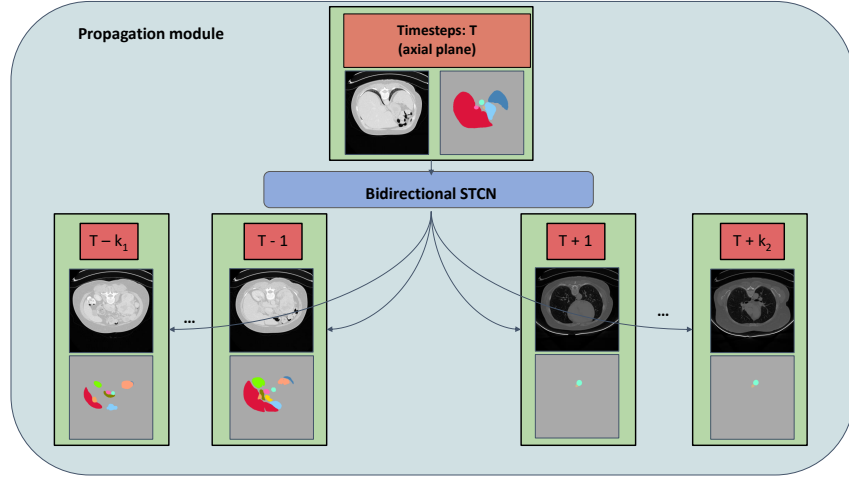 Propagation module
Timesteps: T
(axial plane)
Bidirectional STCN
T – k₁
T - 1
T + 1
T + k₂
...
...